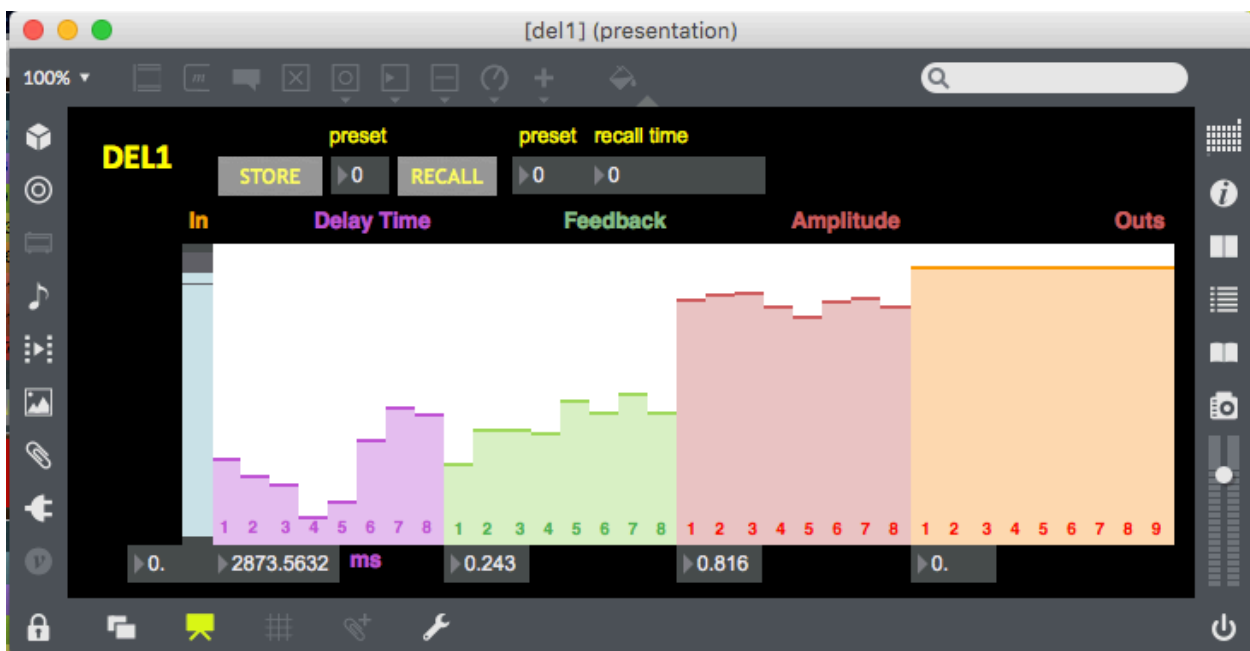 [del1] (presentation)
100%
preset preset recall time
DEL1
STORE 0 RECALL 0 0
In Delay Time Feedback Amplitude Outs
1 2 3 4 5 6 7 8 1 2 3 4 5 6 7 8 1 2 3 4 5 6 7 8 1 2 3 4 5 6 7 8 9
0. 2873.5632 ms 0.243 0.816 0.